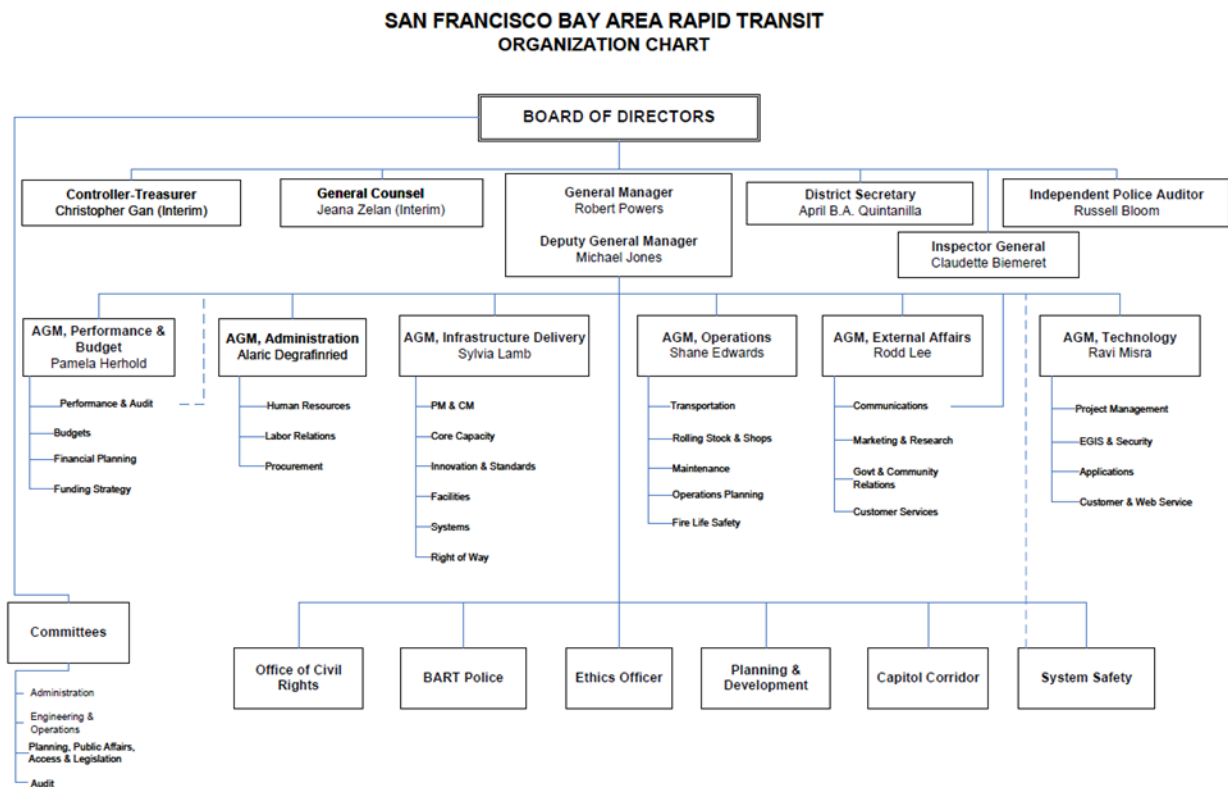 SAN FRANCISCO BAY AREA RAPID TRANSIT
ORGANIZATION CHART
BOARD OF DIRECTORS
Controller-Treasurer
Christopher Gan (Interim)
General Counsel
Jeana Zelan (Interim)
General Manager
Robert Powers
Deputy General Manager
Michael Jones
District Secretary
April B.A. Quintanilla
Independent Police Auditor
Russell Bloom
Inspector General
Claudette Biemeret
AGM, Performance &
Budget
Pamela Herhold
Performance & Audit
Budgets
Financial Planning
Funding Strategy
AGM, Administration
Alaric Degrafinried
Human Resources
Labor Relations
Procurement
AGM, Infrastructure Delivery
Sylvia Lamb
PM & CM
Core Capacity
Innovation & Standards
Facilities
Systems
Right of Way
AGM, Operations
Shane Edwards
Transportation
Rolling Stock & Shops
Maintenance
Operations Planning
Fire Life Safety
AGM, External Affairs
Rodd Lee
Communications
Marketing & Research
Govt & Community
Relations
Customer Services
AGM, Technology
Ravi Misra
Project Management
EGIS & Security
Applications
Customer & Web Service
Committees
Administration
Engineering &
Operations
Planning, Public Affairs,
Access & Legislation
Audit
Office of Civil
Rights
BART Police
Ethics Officer
Planning &
Development
Capitol Corridor
System Safety